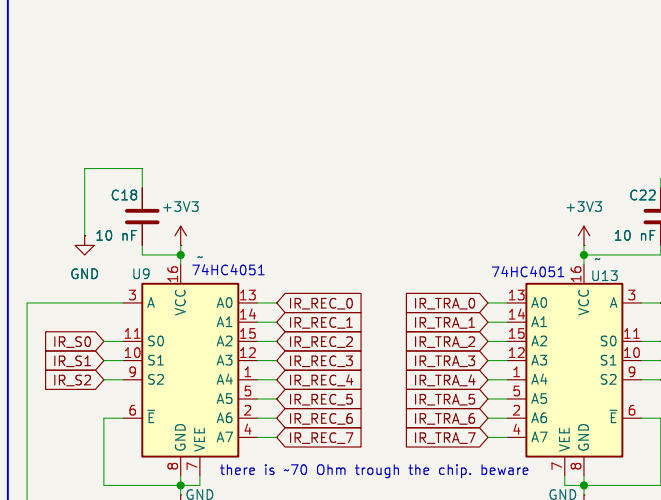 C18
+3V3
10 nF
GND
U9
~
74HC4051
16
VCC
3 A
11 S0
10 S1
9 S2
6 E
IR_S0
IR_S1
IR_S2
A0 13 IR_REC_0
A1 14 IR_REC_1
A2 15 IR_REC_2
A3 12 IR_REC_3
A4 1 IR_REC_4
A5 5 IR_REC_5
A6 2 IR_REC_6
A7 4 IR_REC_7
GND
VEE
8
7
GND
there is ~70 Ohm trough the chip. beware
C22
+3V3
10 nF
74HC4051
16
~
U13
VCC
IR_TRA_0 13 A0
IR_TRA_1 14 A1
IR_TRA_2 15 A2
IR_TRA_3 12 A3
IR_TRA_4 1 A4
IR_TRA_5 5 A5
IR_TRA_6 2 A6
IR_TRA_7 4 A7
A 3
S0 11
S1 10
S2 9
E 6
VEE
GND
7
8
GND